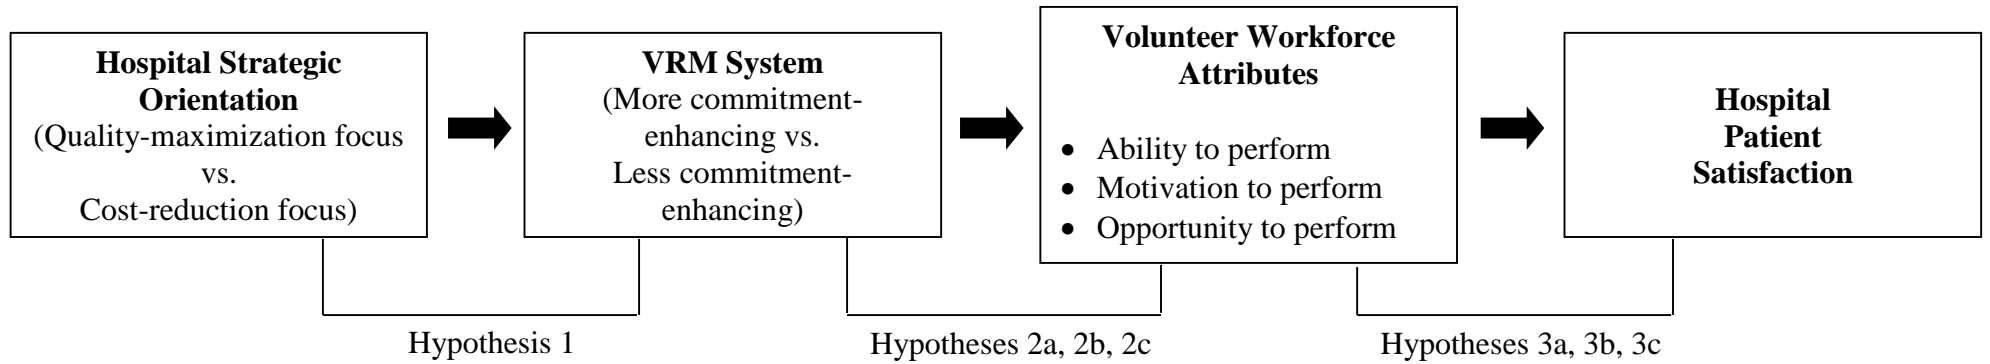 Hospital Strategic
Orientation
(Quality-maximization focus
vs.
Cost-reduction focus)
VRM System
(More commitment-
enhancing vs.
Less commitment-
enhancing)
Volunteer Workforce
Attributes
• Ability to perform
• Motivation to perform
• Opportunity to perform
Hospital
Patient
Satisfaction
Hypothesis 1
Hypotheses 2a, 2b, 2c
Hypotheses 3a, 3b, 3c